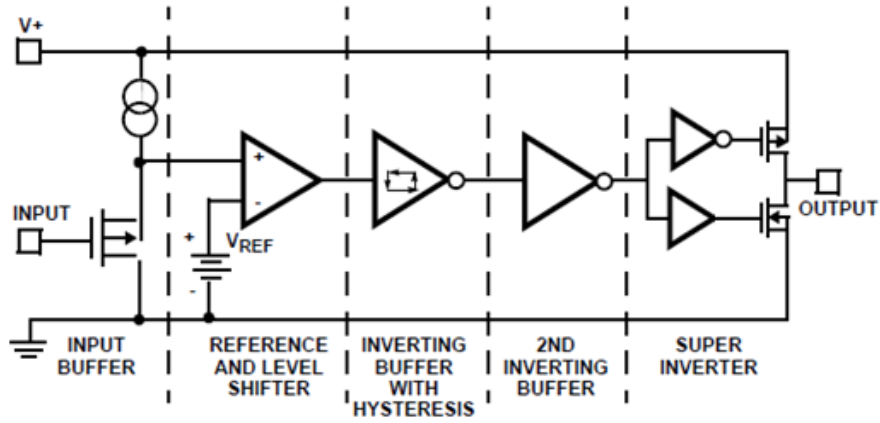 V+
+
-
INPUT
+
VREF
-
OUTPUT
INPUT
BUFFER
REFERENCE
AND LEVEL
SHIFTER
INVERTING
BUFFER
WITH
HYSTERESIS
2ND
INVERTING
BUFFER
SUPER
INVERTER